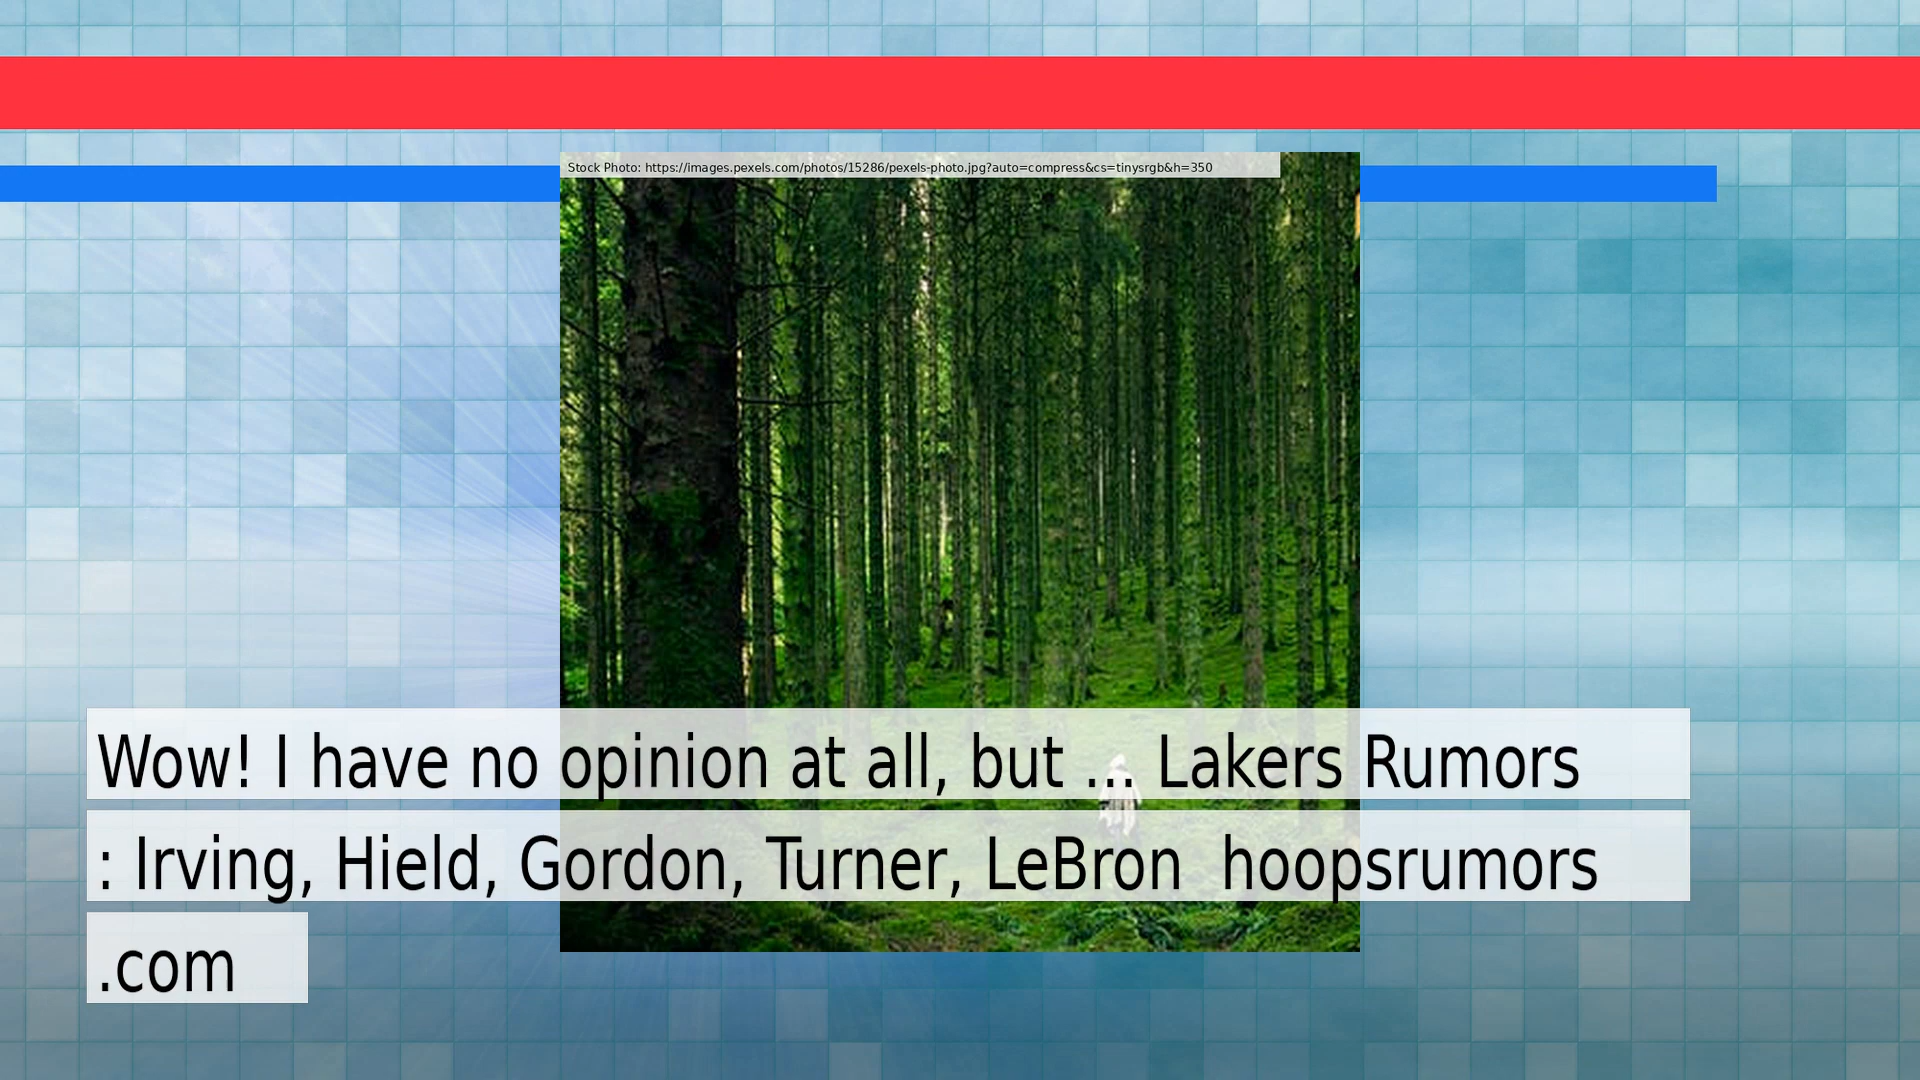 Stock Photo: https://images.pexels.com/photos/15286/pexels-photo.jpg?auto=compress&cs=tinysrgb&h=350
Wow! I have no opinion at all, but ... Lakers Rumors
: Irving, Hield, Gordon, Turner, LeBron  hoopsrumors
.com